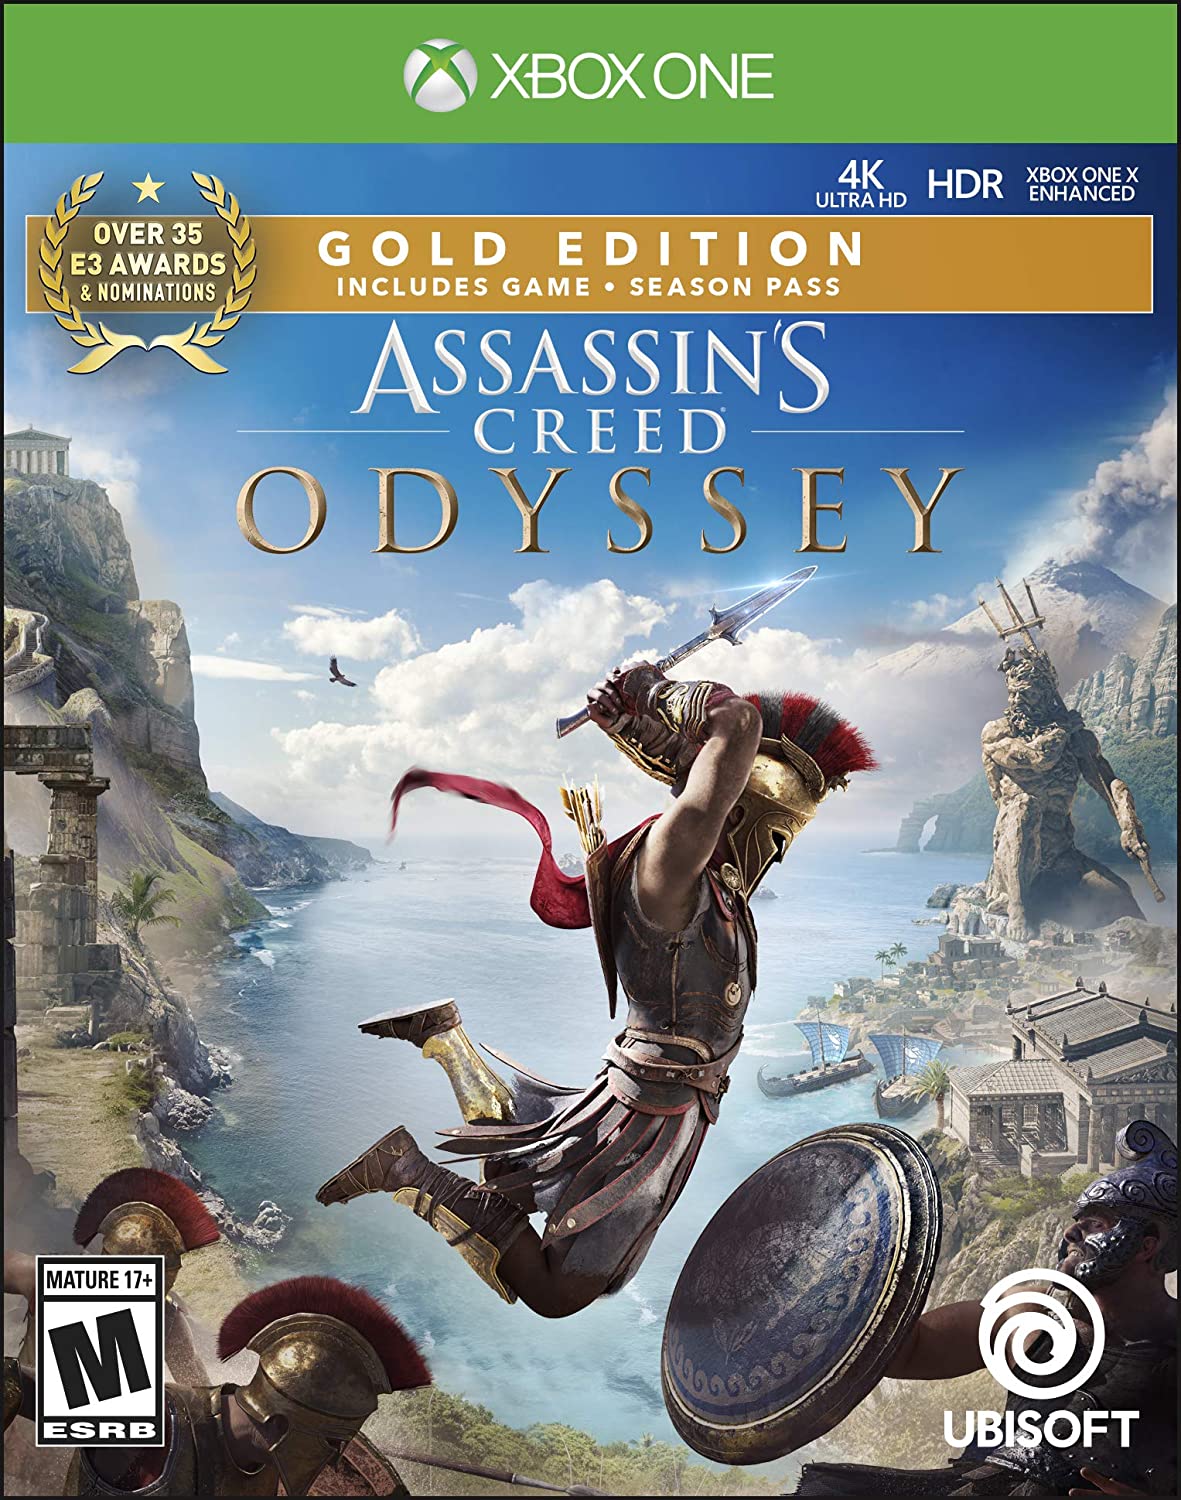 XBOX ONE
4K
ULTRA HD
HDR
XBOX ONE X
ENHANCED
OVER 35
E3 AWARDS
& NOMINATIONS
GOLD EDITION
INCLUDES GAME • SEASON PASS
ASSASSIN'S
CREED
ODYSSEY
MATURE 17+
M
ESRB
UBISOFT